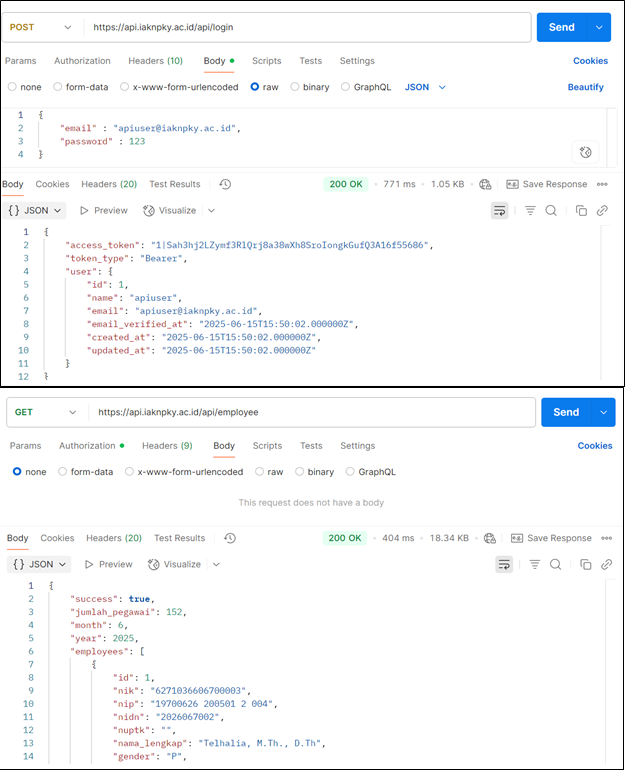 POST https://api.iaknpky.ac.id/api/login Send
Params Authorization Headers (10) Body Scripts Tests Settings Cookies
none form-data x-www-form-urlencoded raw binary GraphQL JSON Beautify
1 {
2 "email" : "apiuser@iaknpky.ac.id",
3 "password" : 123
4 }
Body Cookies Headers (20) Test Results 200 OK 771 ms 1.05 KB Save Response
{} JSON Preview Visualize
1 {
2 "access_token": "1|Sah3hj2LZymf3RlQrj8a38wXh8SroIongkGufQ3A16f55686",
3 "token_type": "Bearer",
4 "user": {
5 "id": 1,
6 "name": "apiuser",
7 "email": "apiuser@iaknpky.ac.id",
8 "email_verified_at": "2025-06-15T15:50:02.000000Z",
9 "created_at": "2025-06-15T15:50:02.000000Z",
10 "updated_at": "2025-06-15T15:50:02.000000Z"
11 }
12 }
GET https://api.iaknpky.ac.id/api/employee Send
Params Authorization Headers (9) Body Scripts Tests Settings Cookies
none form-data x-www-form-urlencoded raw binary GraphQL
This request does not have a body
Body Cookies Headers (20) Test Results 200 OK 404 ms 18.34 KB Save Response
{} JSON Preview Visualize
1 {
2 "success": true,
3 "jumlah_pegawai": 152,
4 "month": 6,
5 "year": 2025,
6 "employees": [
7 {
8 "id": 1,
9 "nik": "6271036606700003",
10 "nip": "19700626 200501 2 004",
11 "nidn": "2026067002",
12 "nuptk": "",
13 "nama_lengkap": "Telhalia, M.Th., D.Th",
14 "gender": "P",